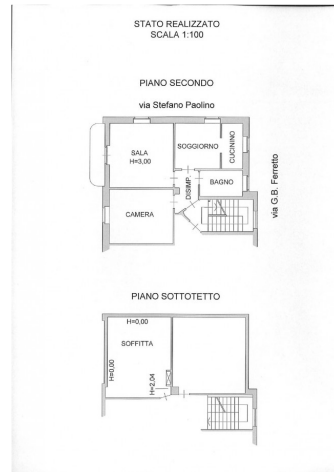 STATO REALIZZATO
SCALA 1:100
PIANO SECONDO
via Stefano Paolino
SALA
H=3,00
SOGGIORNO
CUCININO
BAGNO
DISIMP.
CAMERA
via G.B. Ferretto
PIANO SOTTOTETTO
H=0,00
SOFFITTA
H=0,00
H=2,04